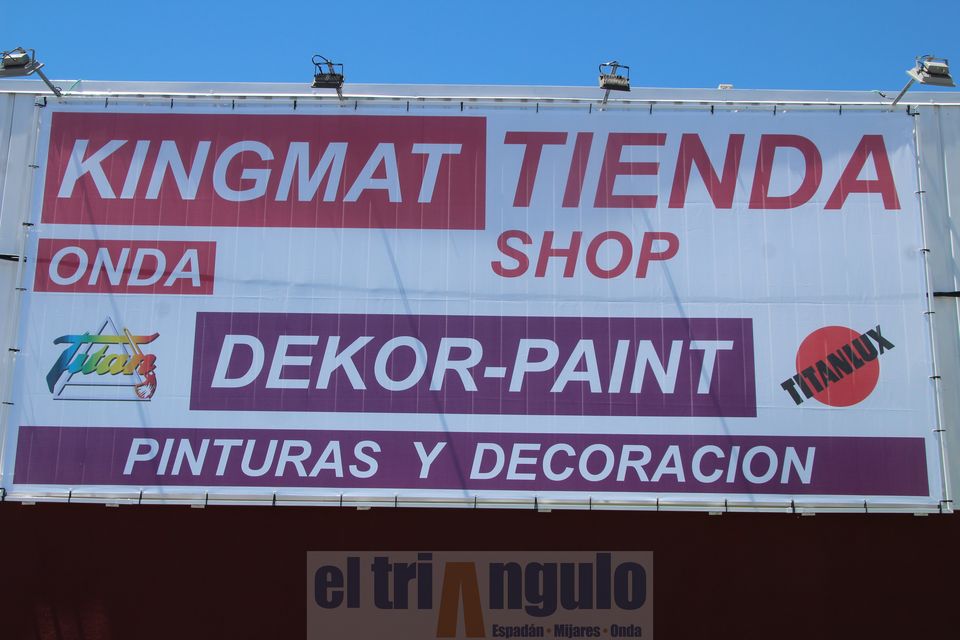 KINGMAT TIENDA
ONDA SHOP
Titan DEKOR-PAINT TITANLUX
PINTURAS Y DECORACION
el triangulo
Espadán · Mijares · Onda